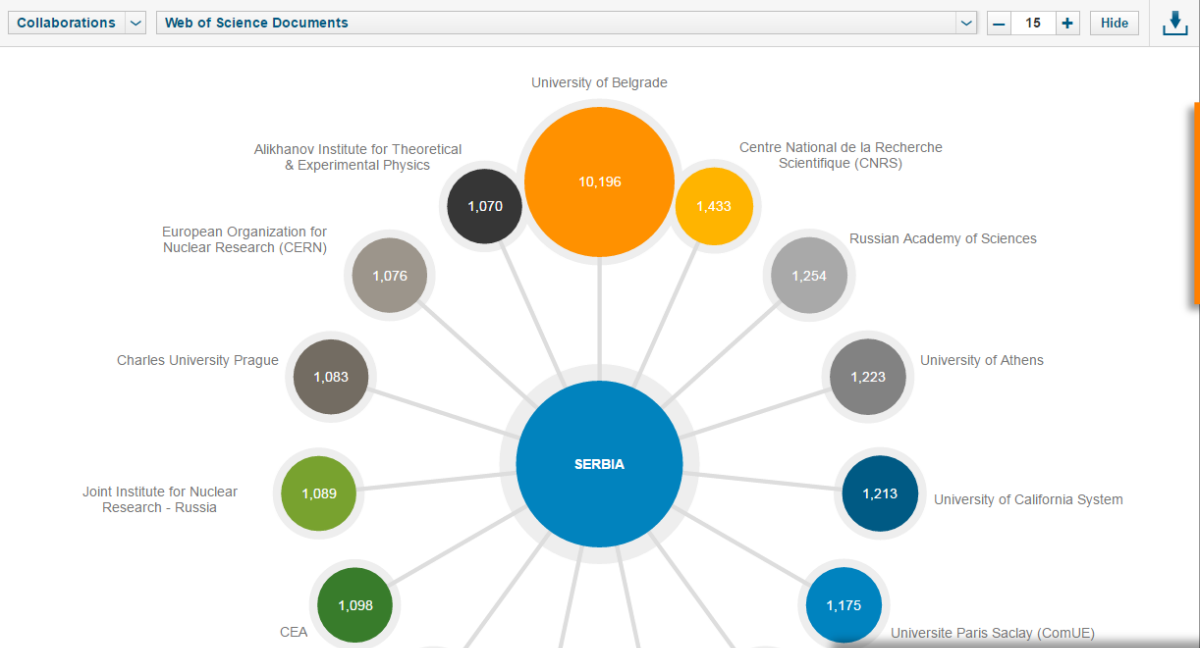 Collaborations
Web of Science Documents
15
Hide
University of Belgrade
10,196
Alikhanov Institute for Theoretical
& Experimental Physics
1,070
Centre National de la Recherche
Scientifique (CNRS)
1,433
European Organization for
Nuclear Research (CERN)
1,076
Russian Academy of Sciences
1,254
Charles University Prague
1,083
University of Athens
1,223
SERBIA
Joint Institute for Nuclear
Research - Russia
1,089
1,213
University of California System
1,098
CEA
1,175
Universite Paris Saclay (ComUE)